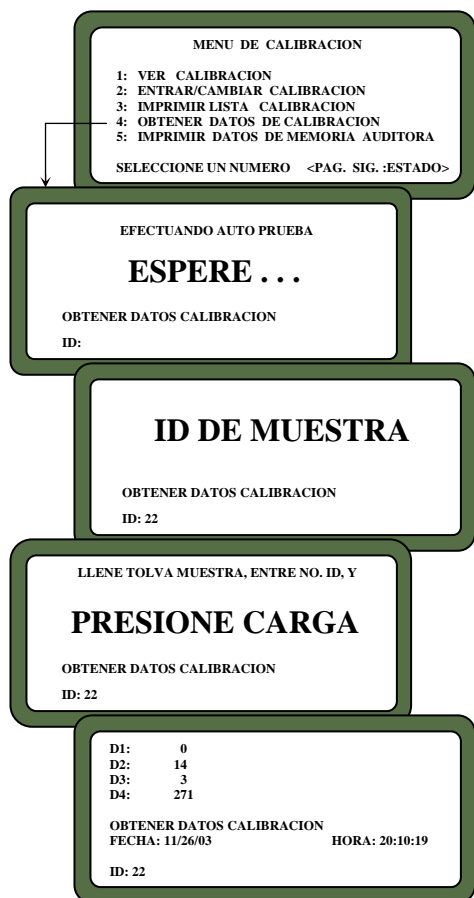 MENU DE CALIBRACION
1: VER CALIBRACION
2: ENTRAR/CAMBIAR CALIBRACION
3: IMPRIMIR LISTA CALIBRACION
4: OBTENER DATOS DE CALIBRACION
5: IMPRIMIR DATOS DE MEMORIA AUDITORA
SELECCIONE UN NUMERO <PAG. SIG. :ESTADO>
EFECTUANDO AUTO PRUEBA
ESPERE . . .
OBTENER DATOS CALIBRACION
ID:
ID DE MUESTRA
OBTENER DATOS CALIBRACION
ID: 22
LLENE TOLVA MUESTRA, ENTRE NO. ID, Y
PRESIONE CARGA
OBTENER DATOS CALIBRACION
ID: 22
D1: 0
D2: 14
D3: 3
D4: 271
OBTENER DATOS CALIBRACION
FECHA: 11/26/03 HORA: 20:10:19
ID: 22